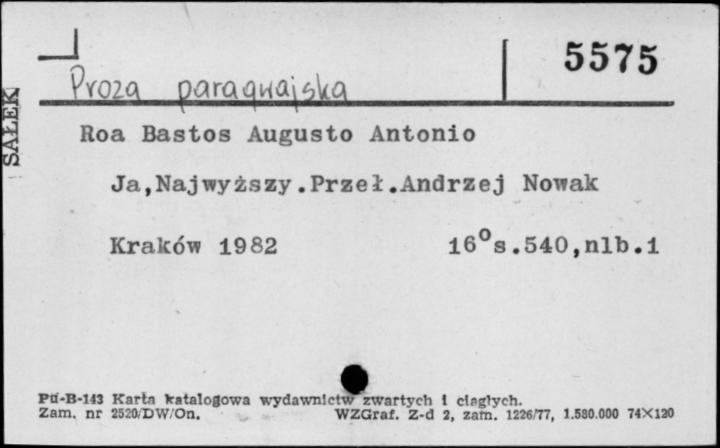 5575
Proza paragwajska
SAŁEK
Roa Bastos Augusto Antonio
Ja,Najwyższy.Przeł.Andrzej Nowak
Kraków 1982 16⁰s.540,nlb.1
Pu-B-143 Karta katalogowa wydawnictw zwartych i ciągłych.
Zam. nr 2520/DW/On. WZGraf. Z-d 2, zam. 1226/77, 1.580.000 74×120